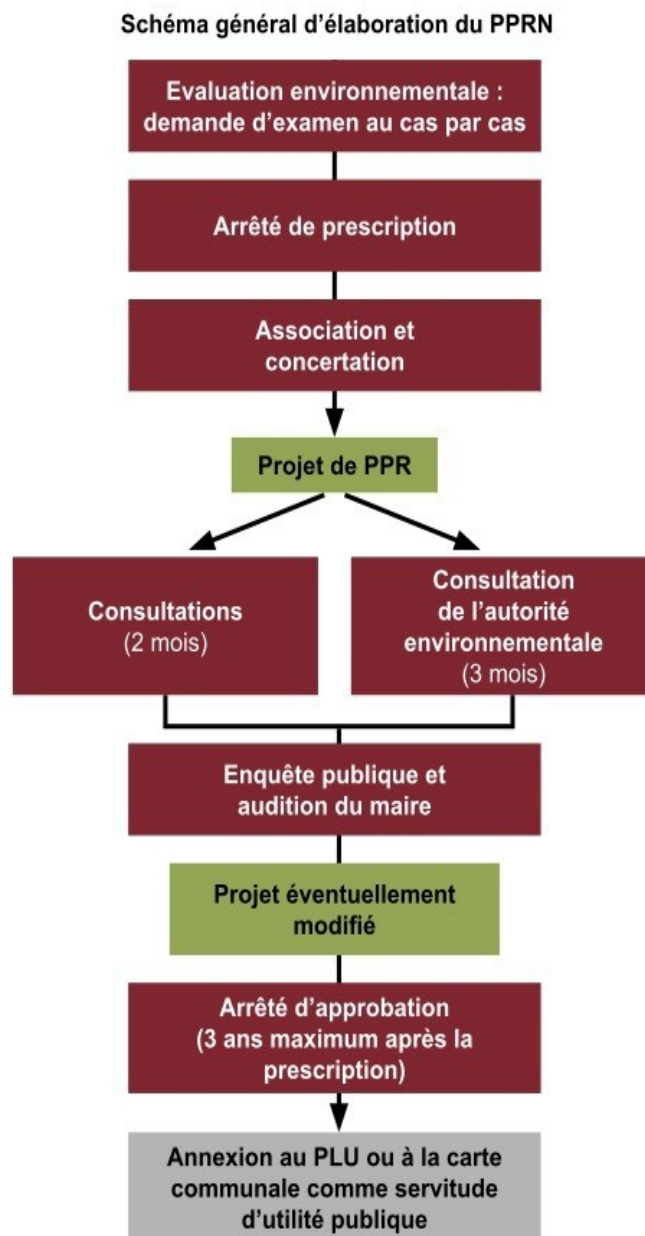 Schéma général d’élaboration du PPRN
Evaluation environnementale :
demande d’examen au cas par cas
Arrêté de prescription
Association et
concertation
Projet de PPR
Consultations
(2 mois)
Consultation
de l’autorité
environnementale
(3 mois)
Enquête publique et
audition du maire
Projet éventuellement
modifié
Arrêté d’approbation
(3 ans maximum après la
prescription)
Annexion au PLU ou à la carte
communale comme servitude
d’utilité publique